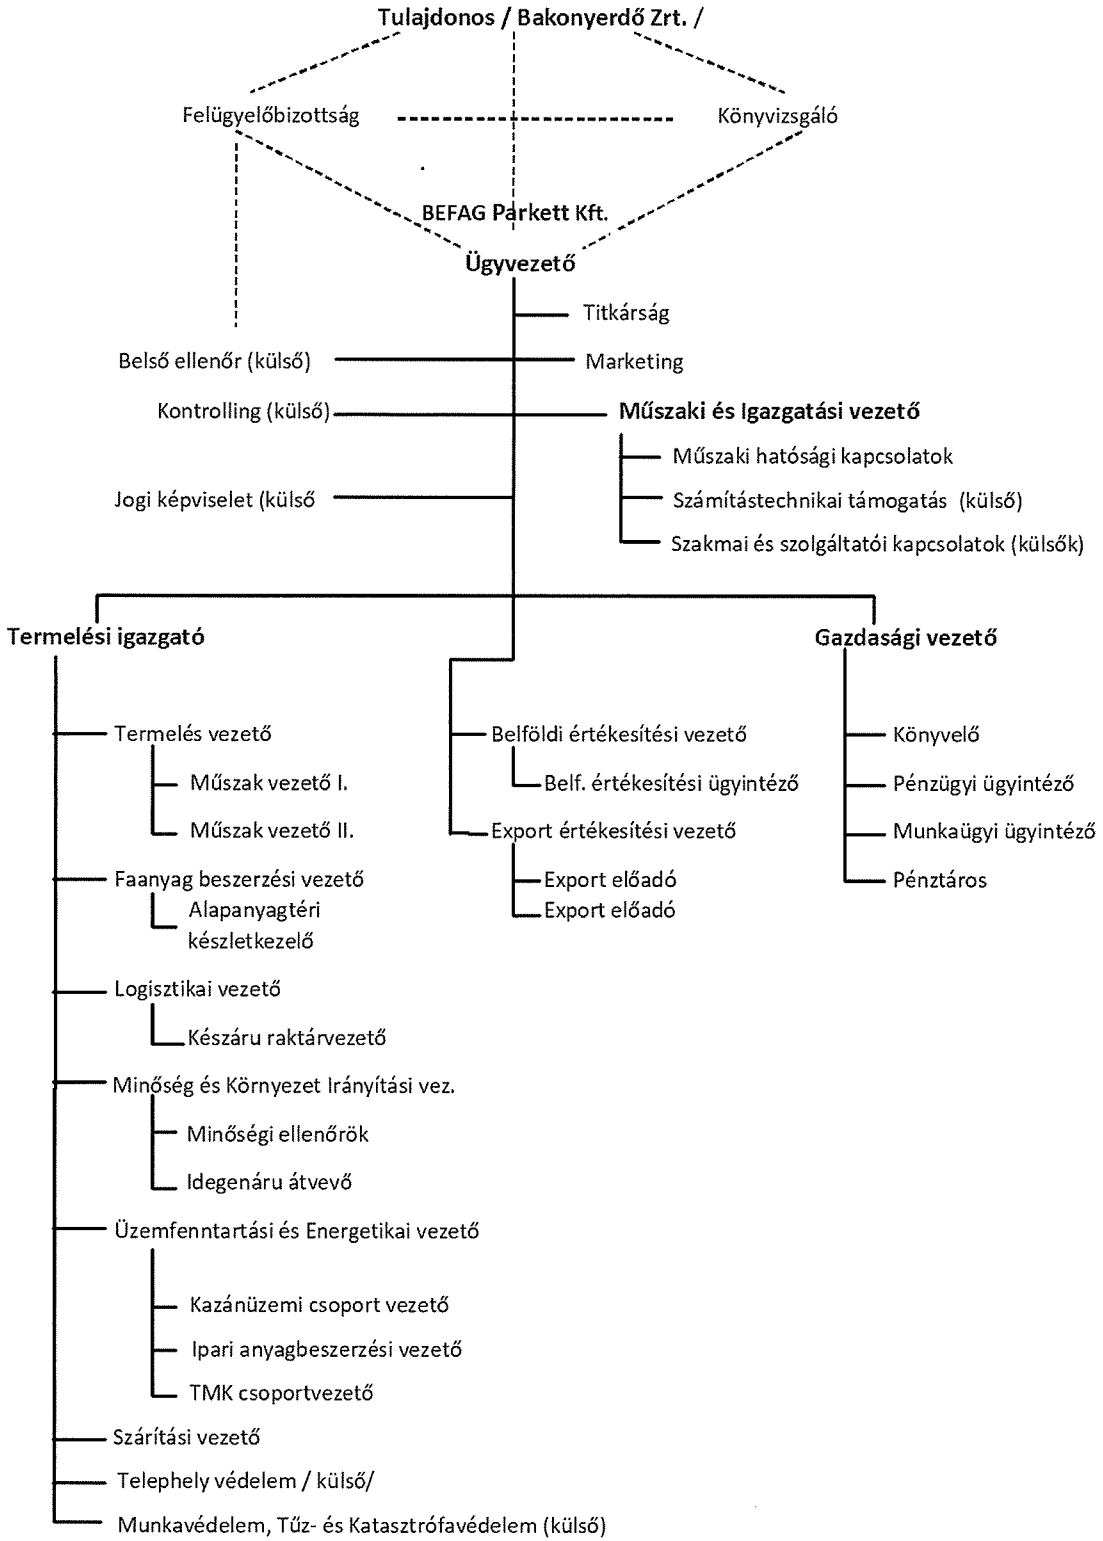 Tulajdonos / Bakonyerdő Zrt. /
Felügyelőbizottság
Könyvizsgáló
BEFAG Parkett Kft.
Ügyvezető
Titkárság
Belső ellenőr (külső)
Marketing
Kontrolling (külső)
Műszaki és Igazgatási vezető
Műszaki hatósági kapcsolatok
Jogi képviselet (külső
Számítástechnikai támogatás (külső)
Szakmai és szolgáltatói kapcsolatok (külsők)
Termelési igazgató
Termelés vezető
Műszak vezető I.
Műszak vezető II.
Faanyag beszerzési vezető
Alapanyagtéri
készletkezelő
Logisztikai vezető
Készáru raktárvezető
Minőség és Környezet Irányítási vez.
Minőségi ellenőrök
Idegenáru átvevő
Üzemfenntartási és Energetikai vezető
Kazánüzemi csoport vezető
Ipari anyagbeszerzési vezető
TMK csoportvezető
Szárítási vezető
Telephely védelem / külső/
Munkavédelem, Tűz- és Katasztrófavédelem (külső)
Belföldi értékesítési vezető
Belf. értékesítési ügyintéző
Export értékesítési vezető
Export előadó
Export előadó
Gazdasági vezető
Könyvelő
Pénzügyi ügyintéző
Munkaügyi ügyintéző
Pénztáros